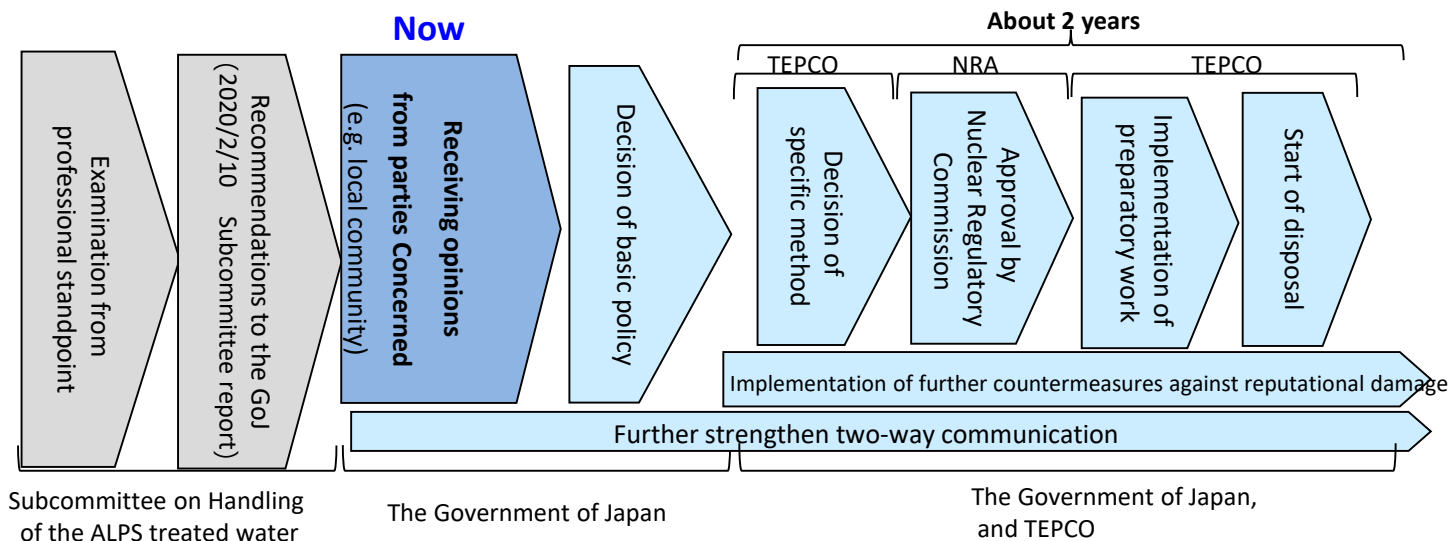 Now
About 2 years
TEPCO
NRA
TEPCO
Examination from
professional standpoint
Recommendations to the GoJ
(2020/2/10 Subcommittee report)
Receiving opinions
from parties Concerned
(e.g. local community)
Decision of basic policy
Decision of
specific method
Approval by
Nuclear Regulatory
Commission
Implementation of
preparatory work
Start of disposal
Implementation of further countermeasures against reputational damage
Further strengthen two-way communication
Subcommittee on Handling
of the ALPS treated water
The Government of Japan
The Government of Japan,
and TEPCO